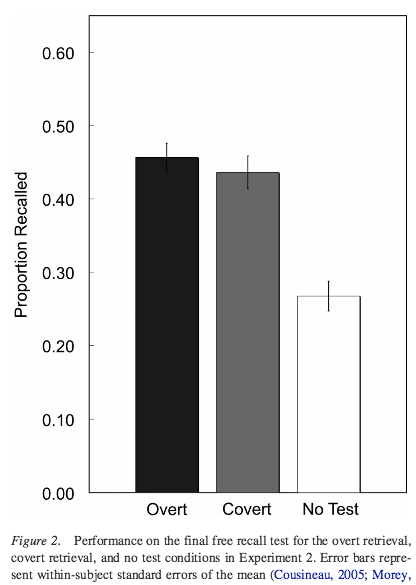 0.60
0.50
0.40
0.30
0.20
0.10
0.00
Proportion Recalled
Overt Covert No Test
Figure 2. Performance on the final free recall test for the overt retrieval,
covert retrieval, and no test conditions in Experiment 2. Error bars repre-
sent within-subject standard errors of the mean (Cousineau, 2005; Morey,